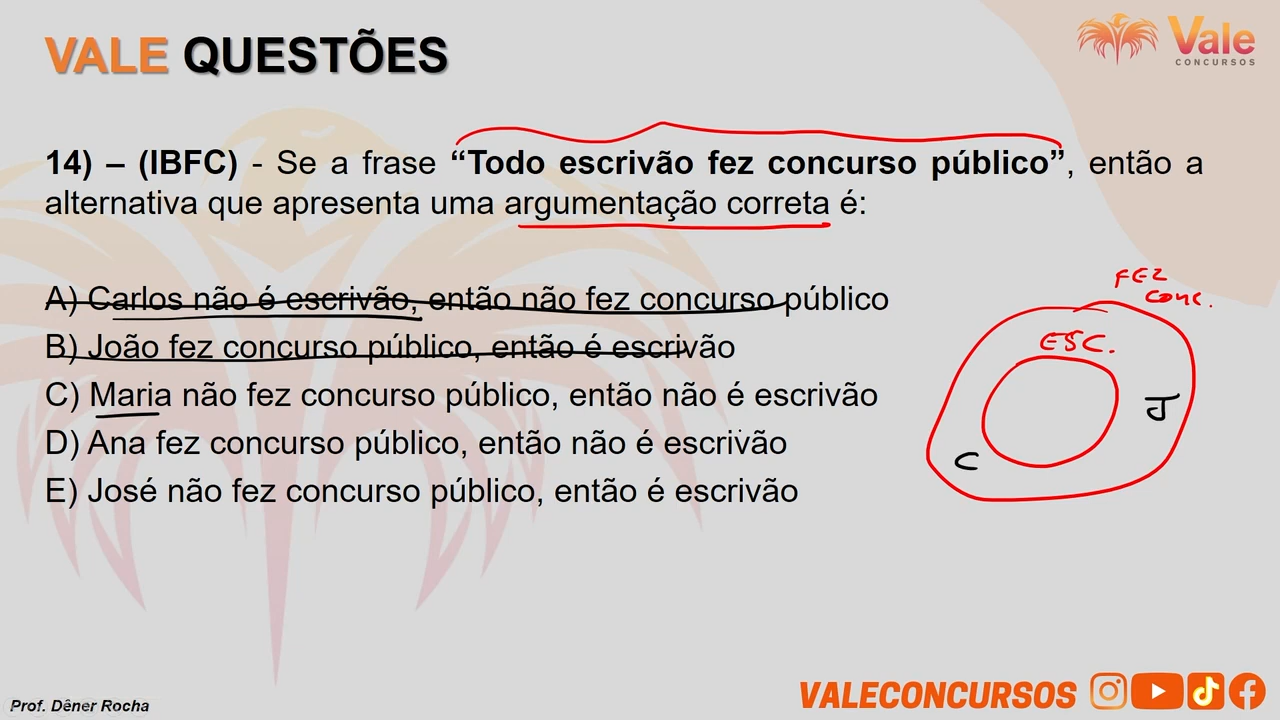 VALE QUESTÕES
Vale
CONCURSOS
14) – (IBFC) - Se a frase “Todo escrivão fez concurso público”, então a
alternativa que apresenta uma argumentação correta é:
A) Carlos não é escrivão, então não fez concurso público
B) João fez concurso público, então é escrivão
C) Maria não fez concurso público, então não é escrivão
D) Ana fez concurso público, então não é escrivão
E) José não fez concurso público, então é escrivão
FEZ
CONC.
ESC.
J
C
Prof. Dêner Rocha
VALECONCURSOS